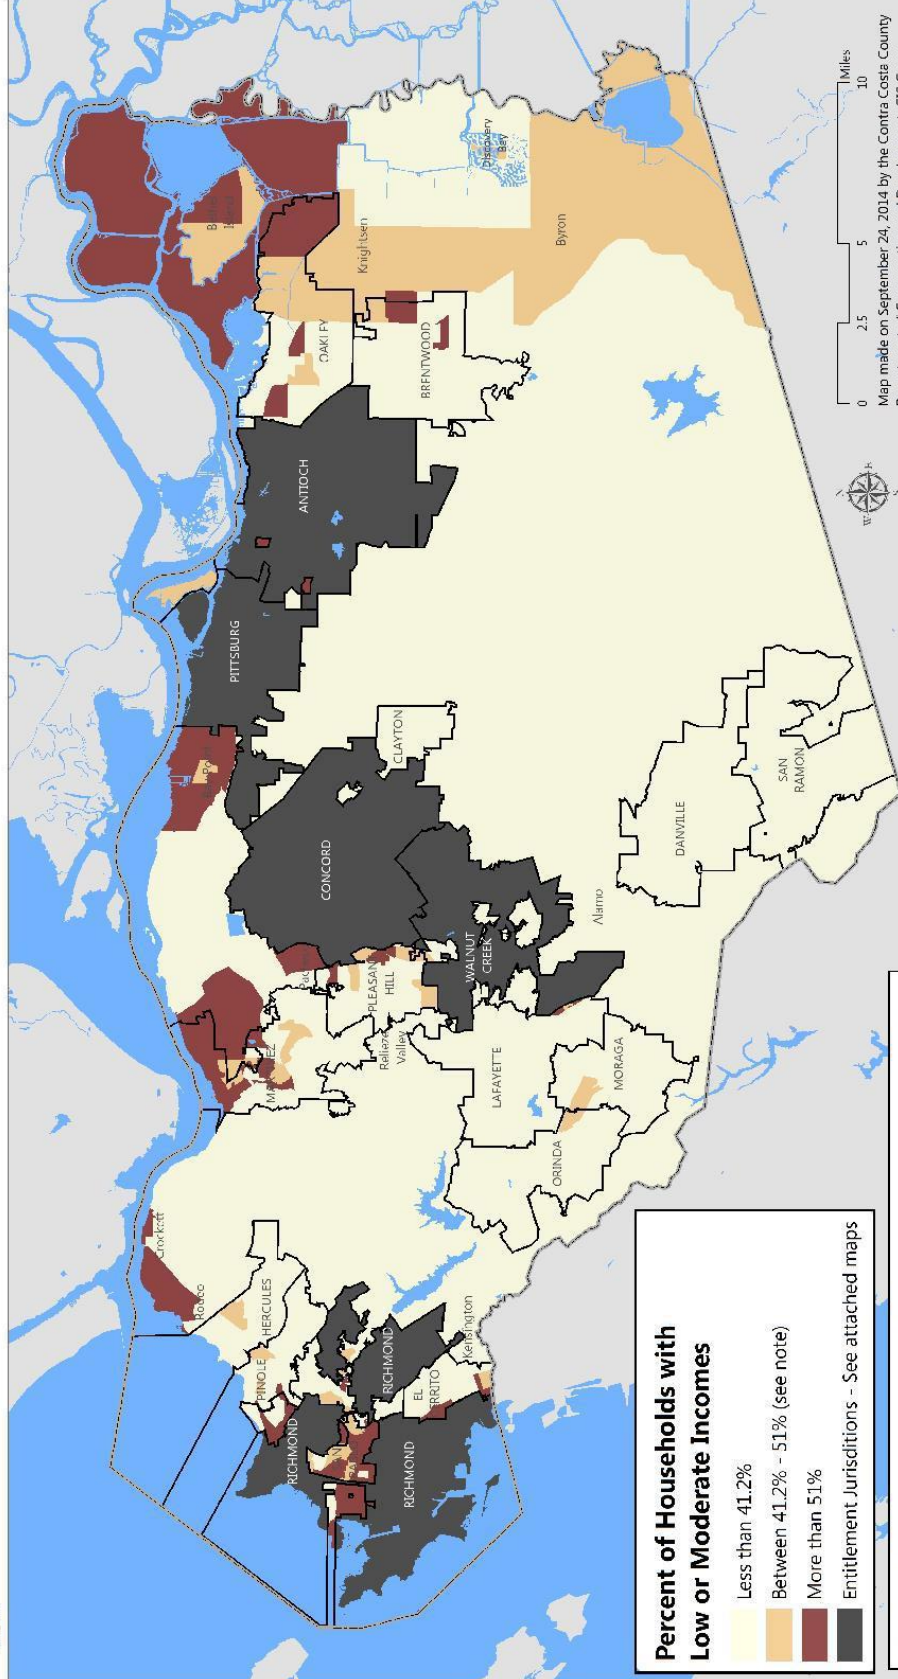 Percent of Households with
Low or Moderate Incomes
Less than 41.2%
Between 41.2% - 51% (see note)
More than 51%
Entitlement Jurisdictions - See attached maps
Crockett
Rodeo
HERCULES
PINOLE
RICHMOND
RICHMOND
RICHMOND
EL
Kensington
ORINDA
MORAGA
LAFAYETTE
Reliez
Valley
PLEASANT
HILL
WALNUT
CREEK
CONCORD
CLAYTON
Alamo
DANVILLE
SAN
RAMON
PITTSBURG
ANTIOCH
OAKLEY
BRENTWOOD
Knightsen
Byron
Discovery
Bay
Island
N
W
E
S
0
2.5
5
10
Miles
Map made on September 24, 2014 by the Contra Costa County